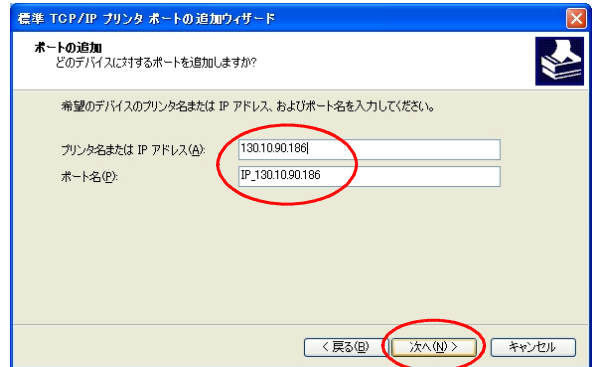 標準 TCP/IP プリンタ ポートの追加ウィザード
ポートの追加
どのデバイスに対するポートを追加しますか?
希望のデバイスのプリンタ名または IP アドレス、およびポート名を入力してください。
プリンタ名または IP アドレス(A): 130.10.90.186
ポート名(P): IP_130.10.90.186
< 戻る(B) 次へ(N) > キャンセル